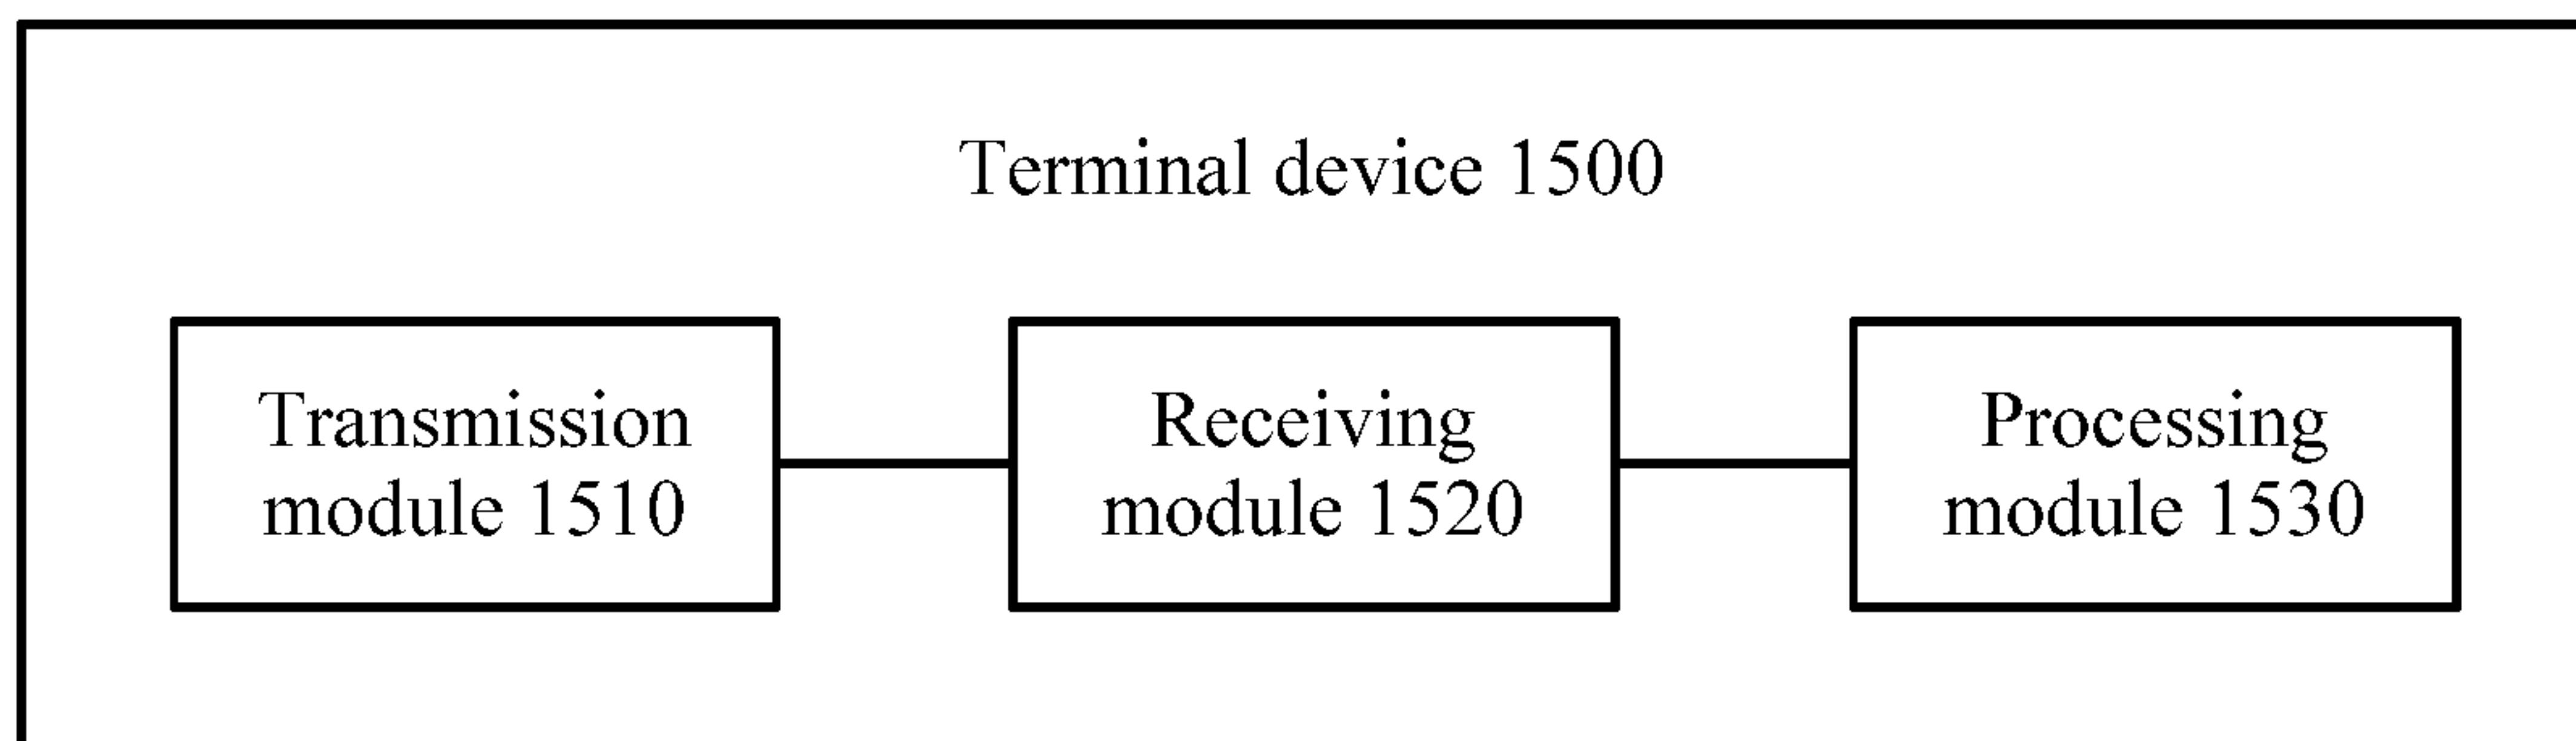 Terminal device 1500
Transmission
module 1510
Receiving
module 1520
Processing
module 1530